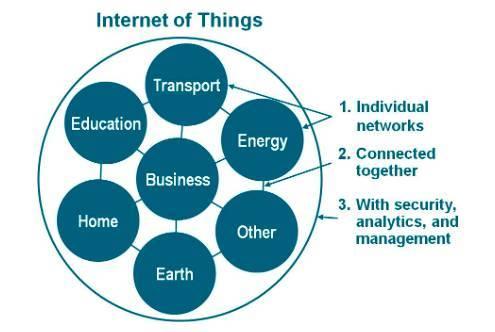 Internet of Things
Transport
Education
Energy
Business
Home
Other
Earth
1. Individual
networks
2. Connected
together
3. With security,
analytics, and
management